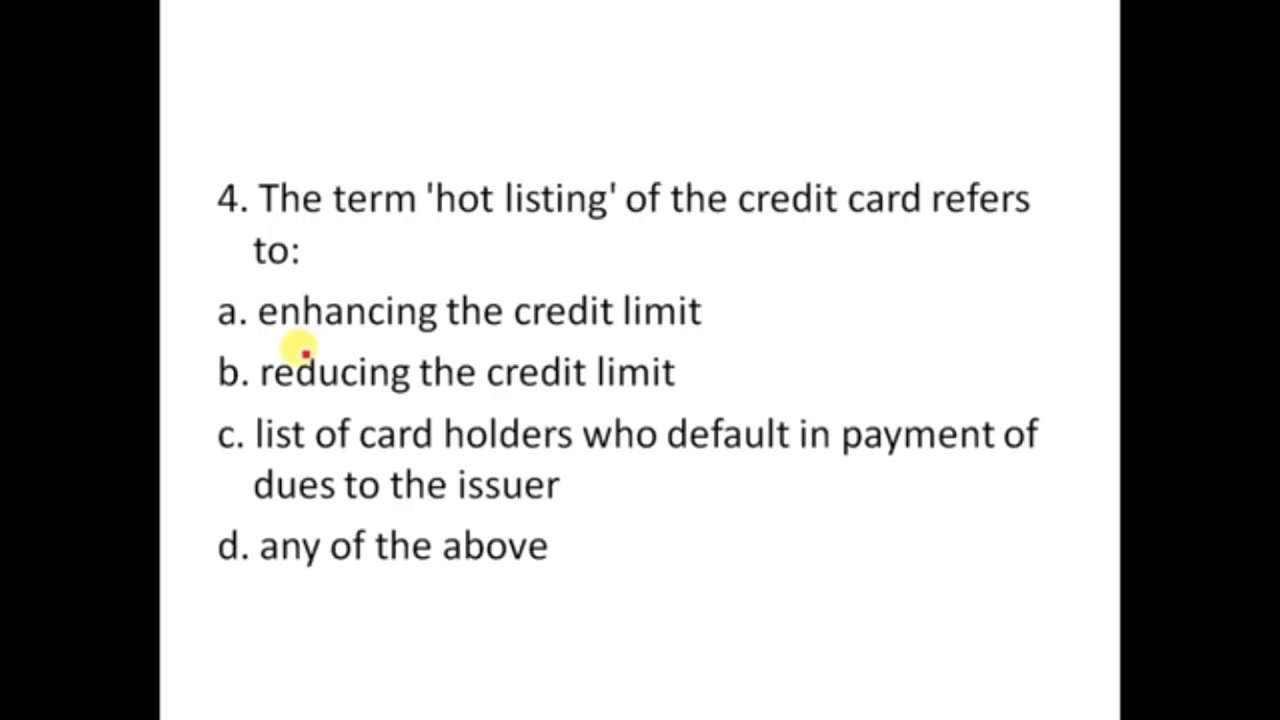 4. The term 'hot listing' of the credit card refers
to:
a. enhancing the credit limit
b. reducing the credit limit
c. list of card holders who default in payment of
dues to the issuer
d. any of the above